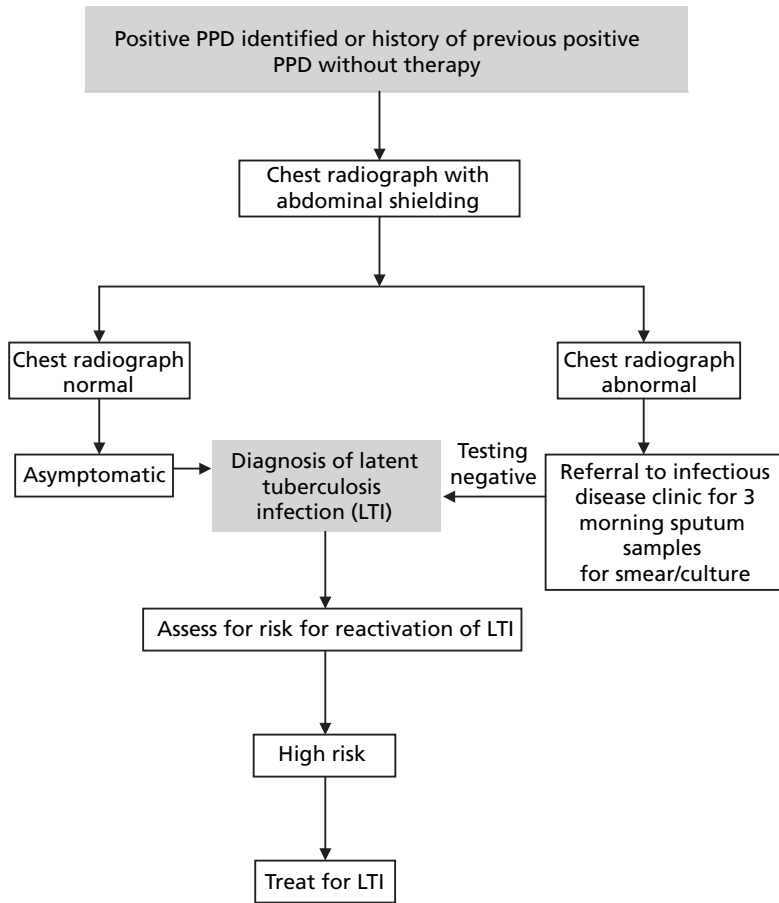 Positive PPD identified or history of previous positive
PPD without therapy
Chest radiograph with
abdominal shielding
Chest radiograph
normal
Chest radiograph
abnormal
Asymptomatic
Diagnosis of latent
tuberculosis
infection (LTI)
Testing
negative
Referral to infectious
disease clinic for 3
morning sputum
samples
for smear/culture
Assess for risk for reactivation of LTI
High risk
Treat for LTI